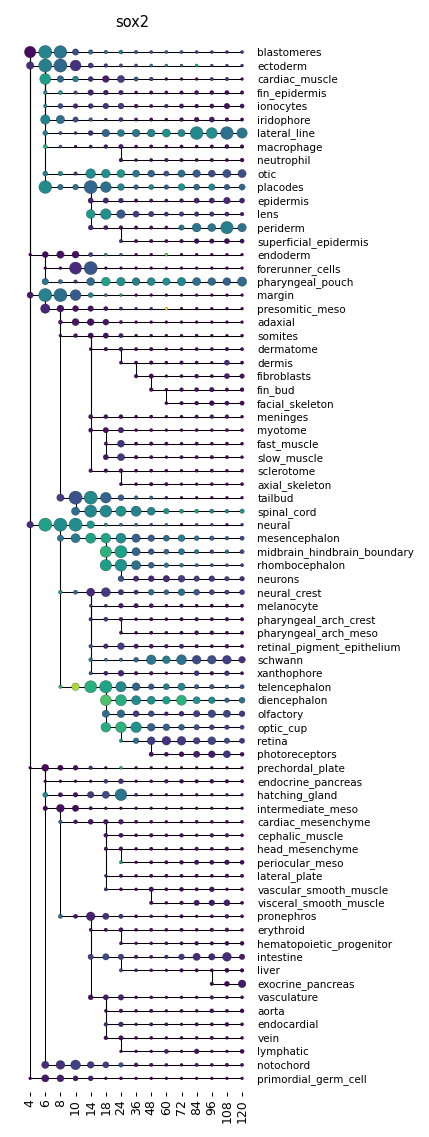 sox2
blastomeres
ectoderm
cardiac_muscle
fin_epidermis
ionocytes
iridophore
lateral_line
macrophage
neutrophil
otic
placodes
epidermis
lens
periderm
superficial_epidermis
endoderm
forerunner_cells
pharyngeal_pouch
margin
presomitic_meso
adaxial
somites
dermatome
dermis
fibroblasts
fin_bud
facial_skeleton
meninges
myotome
fast_muscle
slow_muscle
sclerotome
axial_skeleton
tailbud
spinal_cord
neural
mesencephalon
midbrain_hindbrain_boundary
rhombocephalon
neurons
neural_crest
melanocyte
pharyngeal_arch_crest
pharyngeal_arch_meso
retinal_pigment_epithelium
schwann
xanthophore
telencephalon
diencephalon
olfactory
optic_cup
retina
photoreceptors
prechordal_plate
endocrine_pancreas
hatching_gland
intermediate_meso
cardiac_mesenchyme
cephalic_muscle
head_mesenchyme
periocular_meso
lateral_plate
vascular_smooth_muscle
visceral_smooth_muscle
pronephros
erythroid
hematopoietic_progenitor
intestine
liver
exocrine_pancreas
vasculature
aorta
endocardial
vein
lymphatic
notochord
primordial_germ_cell
4 6 8 10 14 18 24 36 48 60 72 84 96 108 120